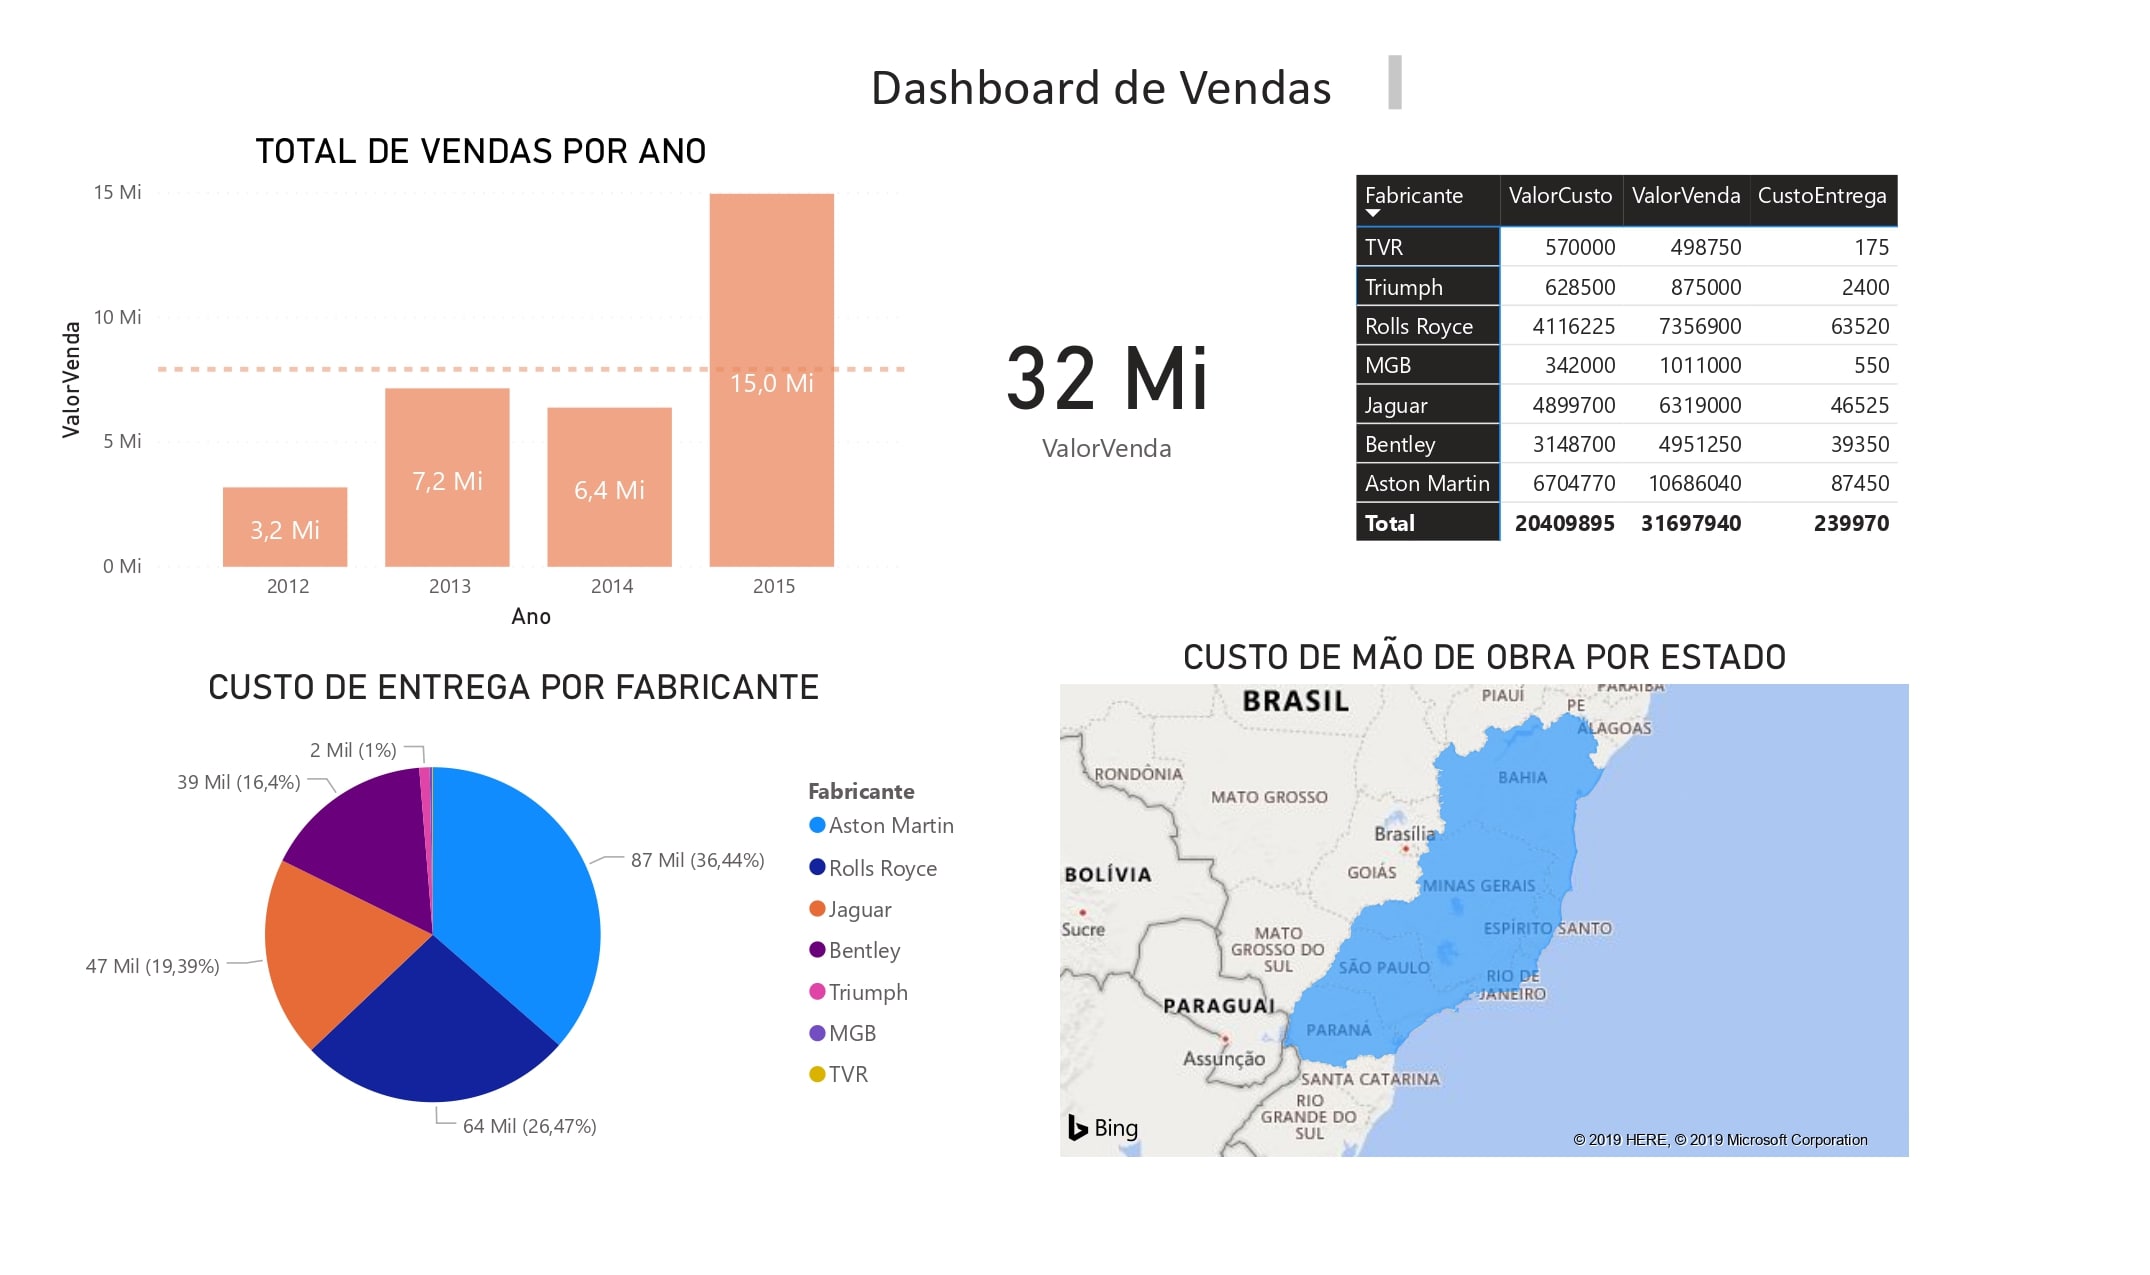 Dashboard de Vendas
TOTAL DE VENDAS POR ANO
15 Mi
10 Mi
5 Mi
0 Mi
ValorVenda
3,2 Mi
7,2 Mi
6,4 Mi
15,0 Mi
2012 2013 2014 2015
Ano
32 Mi
ValorVenda
Fabricante ValorCusto ValorVenda CustoEntrega
TVR 570000 498750 175
Triumph 628500 875000 2400
Rolls Royce 4116225 7356900 63520
MGB 342000 1011000 550
Jaguar 4899700 6319000 46525
Bentley 3148700 4951250 39350
Aston Martin 6704770 10686040 87450
Total 20409895 31697940 239970
CUSTO DE ENTREGA POR FABRICANTE
2 Mil (1%)
39 Mil (16,4%)
87 Mil (36,44%)
47 Mil (19,39%)
64 Mil (26,47%)
Fabricante
Aston Martin
Rolls Royce
Jaguar
Bentley
Triumph
MGB
TVR
CUSTO DE MÃO DE OBRA POR ESTADO
BRASIL
PIAUÍ
PARAÍBA
PE
ALAGOAS
RONDÔNIA
MATO GROSSO
BAHIA
Brasília
GOIÁS
BOLÍVIA
MINAS GERAIS
Sucre
ESPÍRITO SANTO
MATO
GROSSO DO
SUL
SÃO PAULO
RIO DE
JANEIRO
PARAGUAI
PARANÁ
Assunção
SANTA CATARINA
RIO
GRANDE DO
SUL
Bing
© 2019 HERE, © 2019 Microsoft Corporation